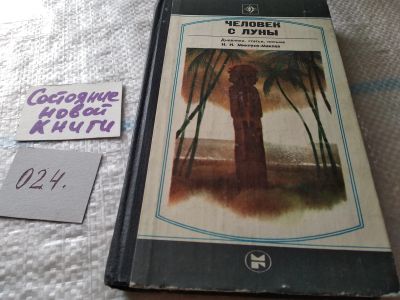 Состояние
новой
книги
024.
ЧЕЛОВЕК
С ЛУНЫ
Дневники, статьи, письма
Н. Н. Миклухо-Маклая